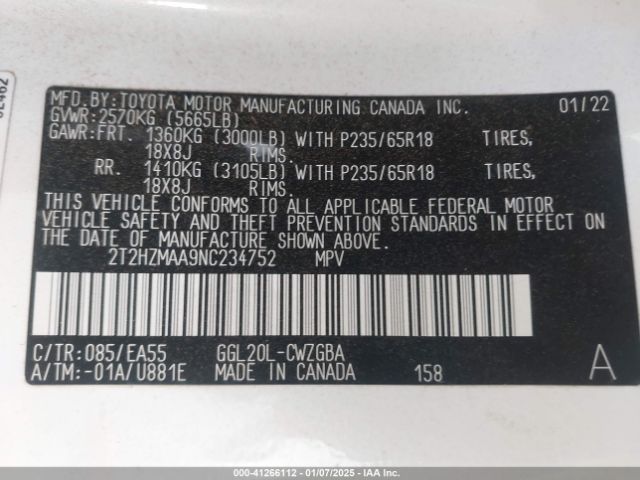 MFD.BY:TOYOTA MOTOR MANUFACTURING CANADA INC. 01/22
GVWR:2570KG (5665LB)
GAWR:FRT. 1360KG (3000LB) WITH P235/65R18 TIRES,
18X8J RIMS.
RR. 1410KG (3105LB) WITH P235/65R18 TIRES,
18X8J RIMS.
THIS VEHICLE CONFORMS TO ALL APPLICABLE FEDERAL MOTOR
VEHICLE SAFETY AND THEFT PREVENTION STANDARDS IN EFFECT ON
THE DATE OF MANUFACTURE SHOWN ABOVE.
2T2HZMAA9NC234752 MPV
C/TR:085/EA55 GGL20L-CWZGBA
A/TM:-01A/U881E MADE IN CANADA 158 A
000-41266112 - 01/07/2025 - IAAI.CA